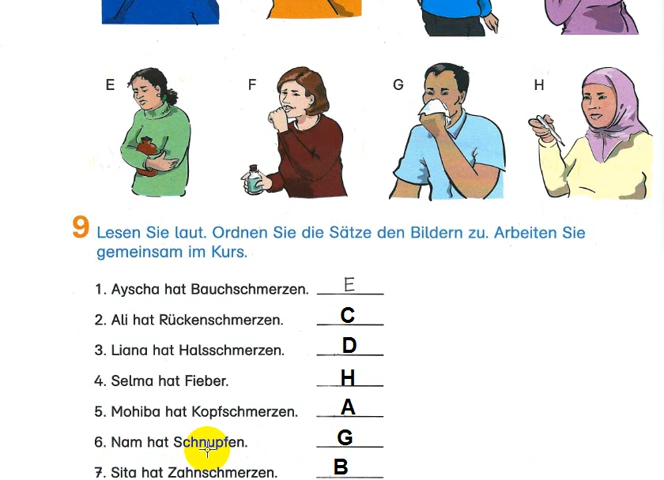 E F G H
9 Lesen Sie laut. Ordnen Sie die Sätze den Bildern zu. Arbeiten Sie
gemeinsam im Kurs.
1. Ayscha hat Bauchschmerzen. E
2. Ali hat Rückenschmerzen. C
3. Liana hat Halsschmerzen. D
4. Selma hat Fieber. H
5. Mohiba hat Kopfschmerzen. A
6. Nam hat Schnupfen. G
7. Sita hat Zahnschmerzen. B